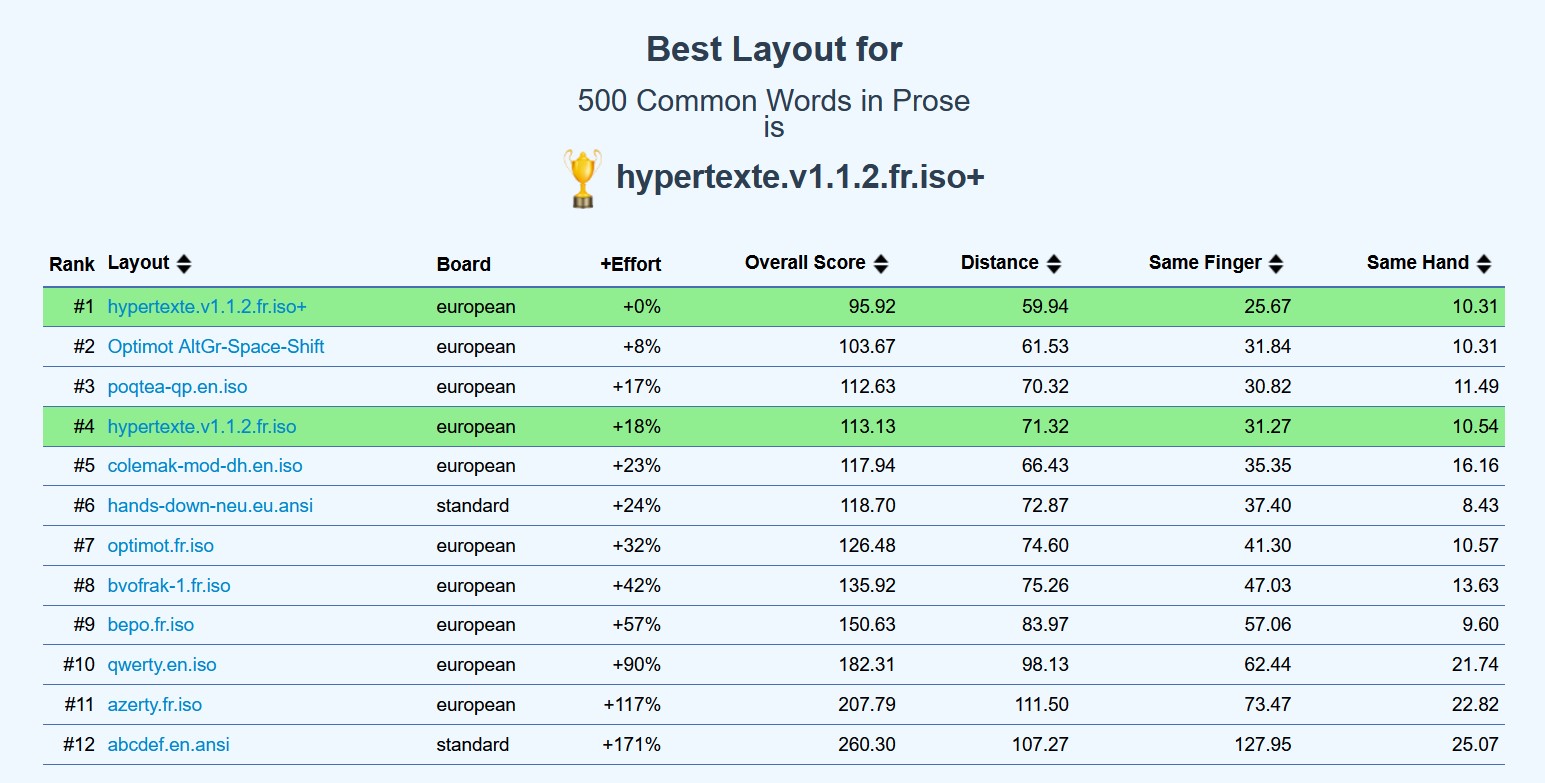 Best Layout for
500 Common Words in Prose
is
hypertexte.v1.1.2.fr.iso+
Rank Layout Board +Effort Overall Score Distance Same Finger Same Hand
#1 hypertexte.v1.1.2.fr.iso+ european +0% 95.92 59.94 25.67 10.31
#2 Optimot AltGr-Space-Shift european +8% 103.67 61.53 31.84 10.31
#3 poqtea-qp.en.iso european +17% 112.63 70.32 30.82 11.49
#4 hypertexte.v1.1.2.fr.iso european +18% 113.13 71.32 31.27 10.54
#5 colemak-mod-dh.en.iso european +23% 117.94 66.43 35.35 16.16
#6 hands-down-neu.eu.ansi standard +24% 118.70 72.87 37.40 8.43
#7 optimot.fr.iso european +32% 126.48 74.60 41.30 10.57
#8 bvofrak-1.fr.iso european +42% 135.92 75.26 47.03 13.63
#9 bepo.fr.iso european +57% 150.63 83.97 57.06 9.60
#10 qwerty.en.iso european +90% 182.31 98.13 62.44 21.74
#11 azerty.fr.iso european +117% 207.79 111.50 73.47 22.82
#12 abcdef.en.ansi standard +171% 260.30 107.27 127.95 25.07